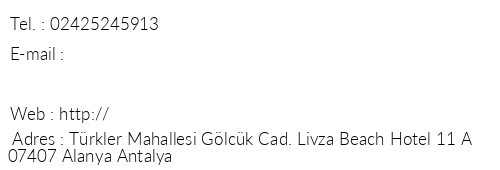 Tel. : 02425245913
E-mail :
Web : http://
Adres : Türkler Mahallesi Gölcük Cad. Livza Beach Hotel 11 A
07407 Alanya Antalya